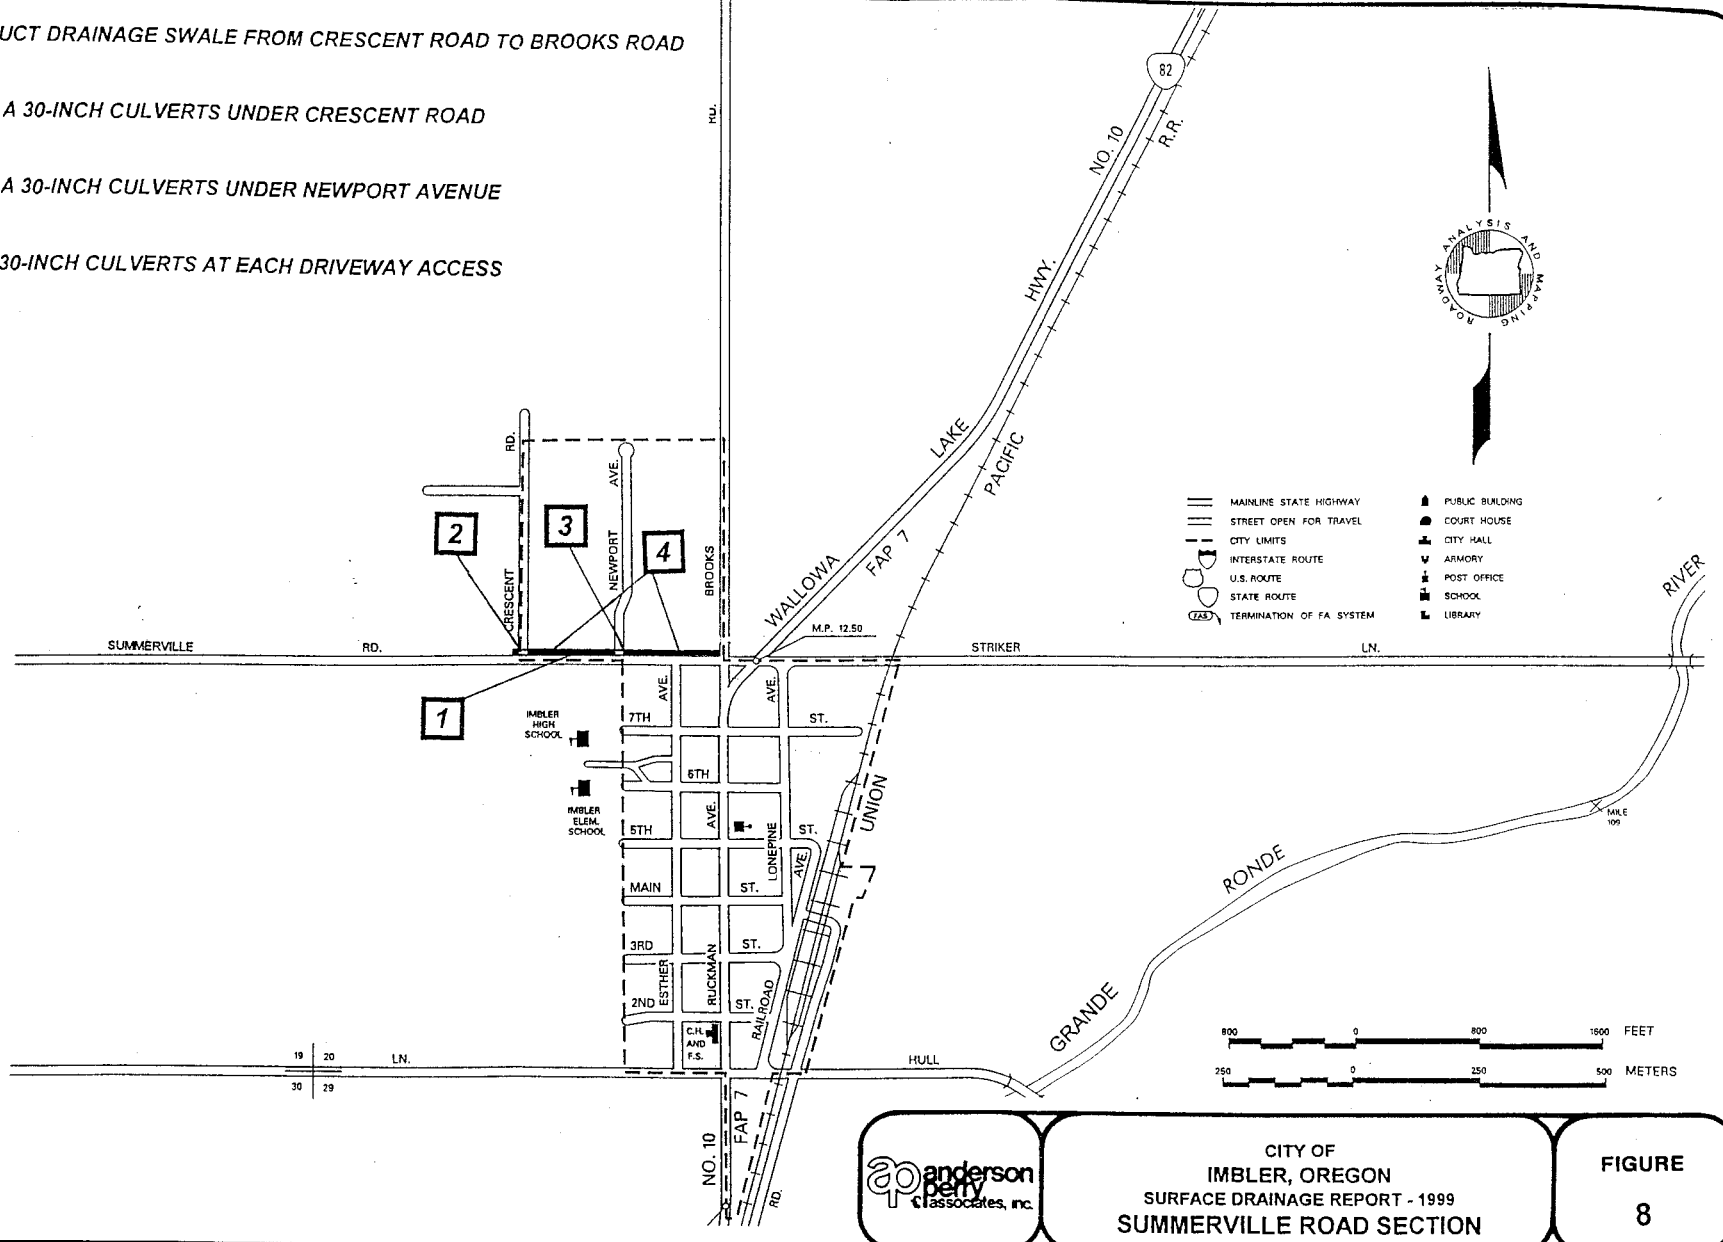 UCT DRAINAGE SWALE FROM CRESCENT ROAD TO BROOKS ROAD
A 30-INCH CULVERTS UNDER CRESCENT ROAD
A 30-INCH CULVERTS UNDER NEWPORT AVENUE
30-INCH CULVERTS AT EACH DRIVEWAY ACCESS
RD.
82
NO. 10
R.R.
HWY.
LAKE
PACIFIC
WALLOWA
FAP 7
M.P. 12.50
ROADWAY ANALYSIS AND MAPPING
MAINLINE STATE HIGHWAY
STREET OPEN FOR TRAVEL
CITY LIMITS
INTERSTATE ROUTE
U.S. ROUTE
STATE ROUTE
FAS
TERMINATION OF FA SYSTEM
PUBLIC BUILDING
COURT HOUSE
CITY HALL
ARMORY
POST OFFICE
SCHOOL
LIBRARY
RD.
CRESCENT
AVE.
NEWPORT
BROOKS
2
3
4
1
SUMMERVILLE RD.
STRIKER LN.
RIVER
AVE.
AVE.
IMBLER
HIGH
SCHOOL
7TH ST.
6TH
IMBLER
ELEM.
SCHOOL
5TH ST.
AVE.
LONEPINE
AVE.
UNION
MAIN ST.
3RD ST.
ESTHER
RUCKMAN
2ND ST.
RAILROAD
C.H.
AND
F.S.
MILE
109
RONDE
GRANDE
19 20
30 29
LN.
HULL
800 0 800 1600 FEET
250 0 250 500 METERS
NO. 10
FAP 7
RD.
ap
anderson
perry
& associates, inc.
CITY OF
IMBLER, OREGON
SURFACE DRAINAGE REPORT - 1999
SUMMERVILLE ROAD SECTION
FIGURE
8